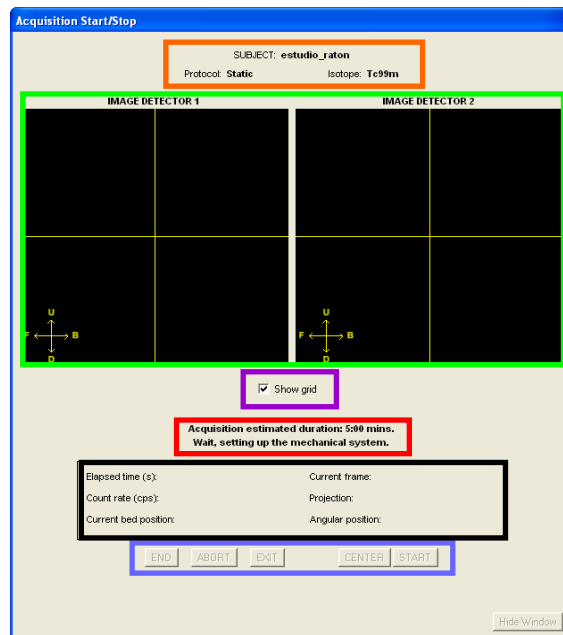 Acquisition Start/Stop
SUBJECT: estudio_raton
Protocol: Static Isotope: Tc99m
IMAGE DETECTOR 1 IMAGE DETECTOR 2
U U
F B F B
D D
Show grid
Acquisition estimated duration: 5:00 mins.
Wait, setting up the mechanical system.
Elapsed time (s): Current frame:
Count rate (cps): Projection:
Current bed position: Angular position:
END ABORT EXIT CENTER START
Hide Window